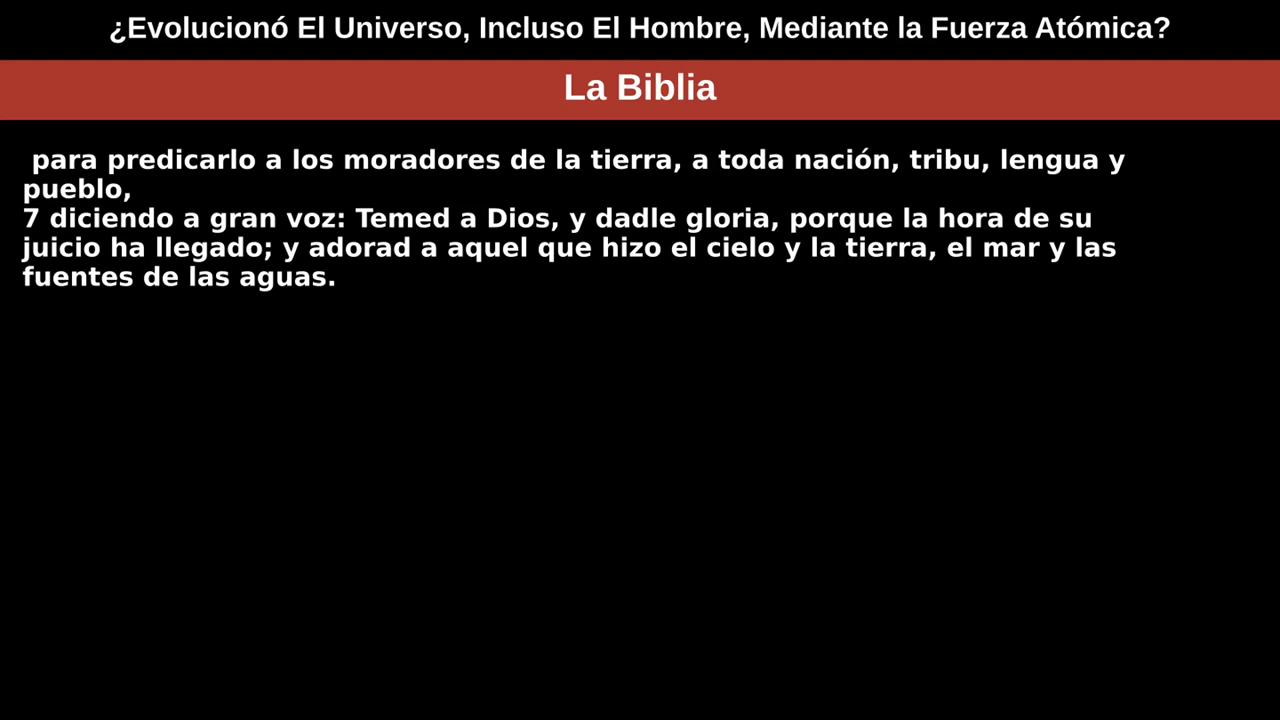 ¿Evolucionó El Universo, Incluso El Hombre, Mediante la Fuerza Atómica?
La Biblia
para predicarlo a los moradores de la tierra, a toda nación, tribu, lengua y
pueblo,
7 diciendo a gran voz: Temed a Dios, y dadle gloria, porque la hora de su
juicio ha llegado; y adorad a aquel que hizo el cielo y la tierra, el mar y las
fuentes de las aguas.